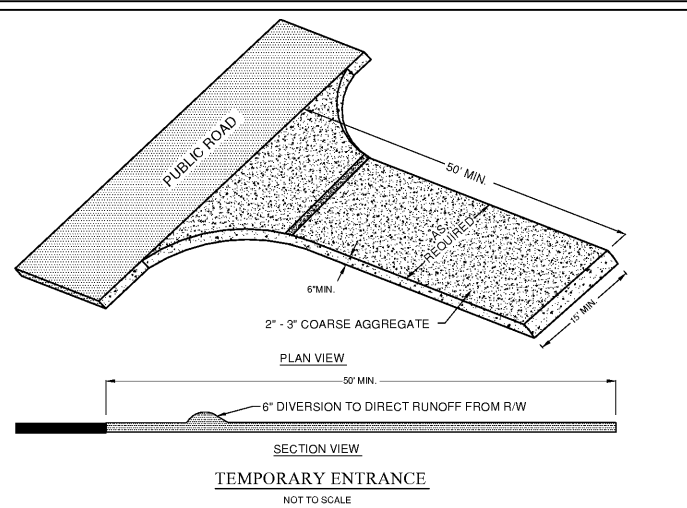 PUBLIC ROAD
50' MIN.
AS
REQUIRED
6"MIN.
15' MIN.
2" - 3" COARSE AGGREGATE
PLAN VIEW
50' MIN.
6" DIVERSION TO DIRECT RUNOFF FROM R/W
SECTION VIEW
TEMPORARY ENTRANCE
NOT TO SCALE